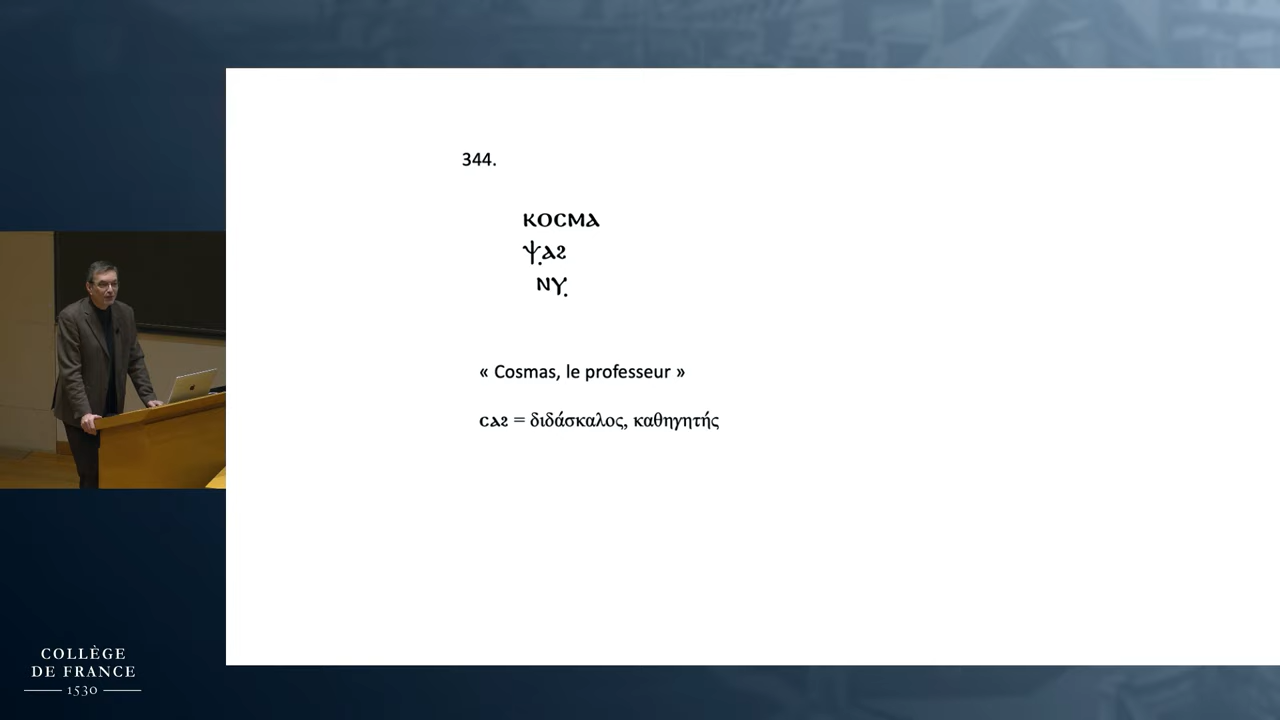 344.
ⲕⲟⲥⲙⲁ
ⲯ̣ⲁϩ
ⲛⲩ̣
« Cosmas, le professeur »
ⲥⲁϩ = διδάσκαλος, καθηγητής
COLLÈGE
DE FRANCE
1530